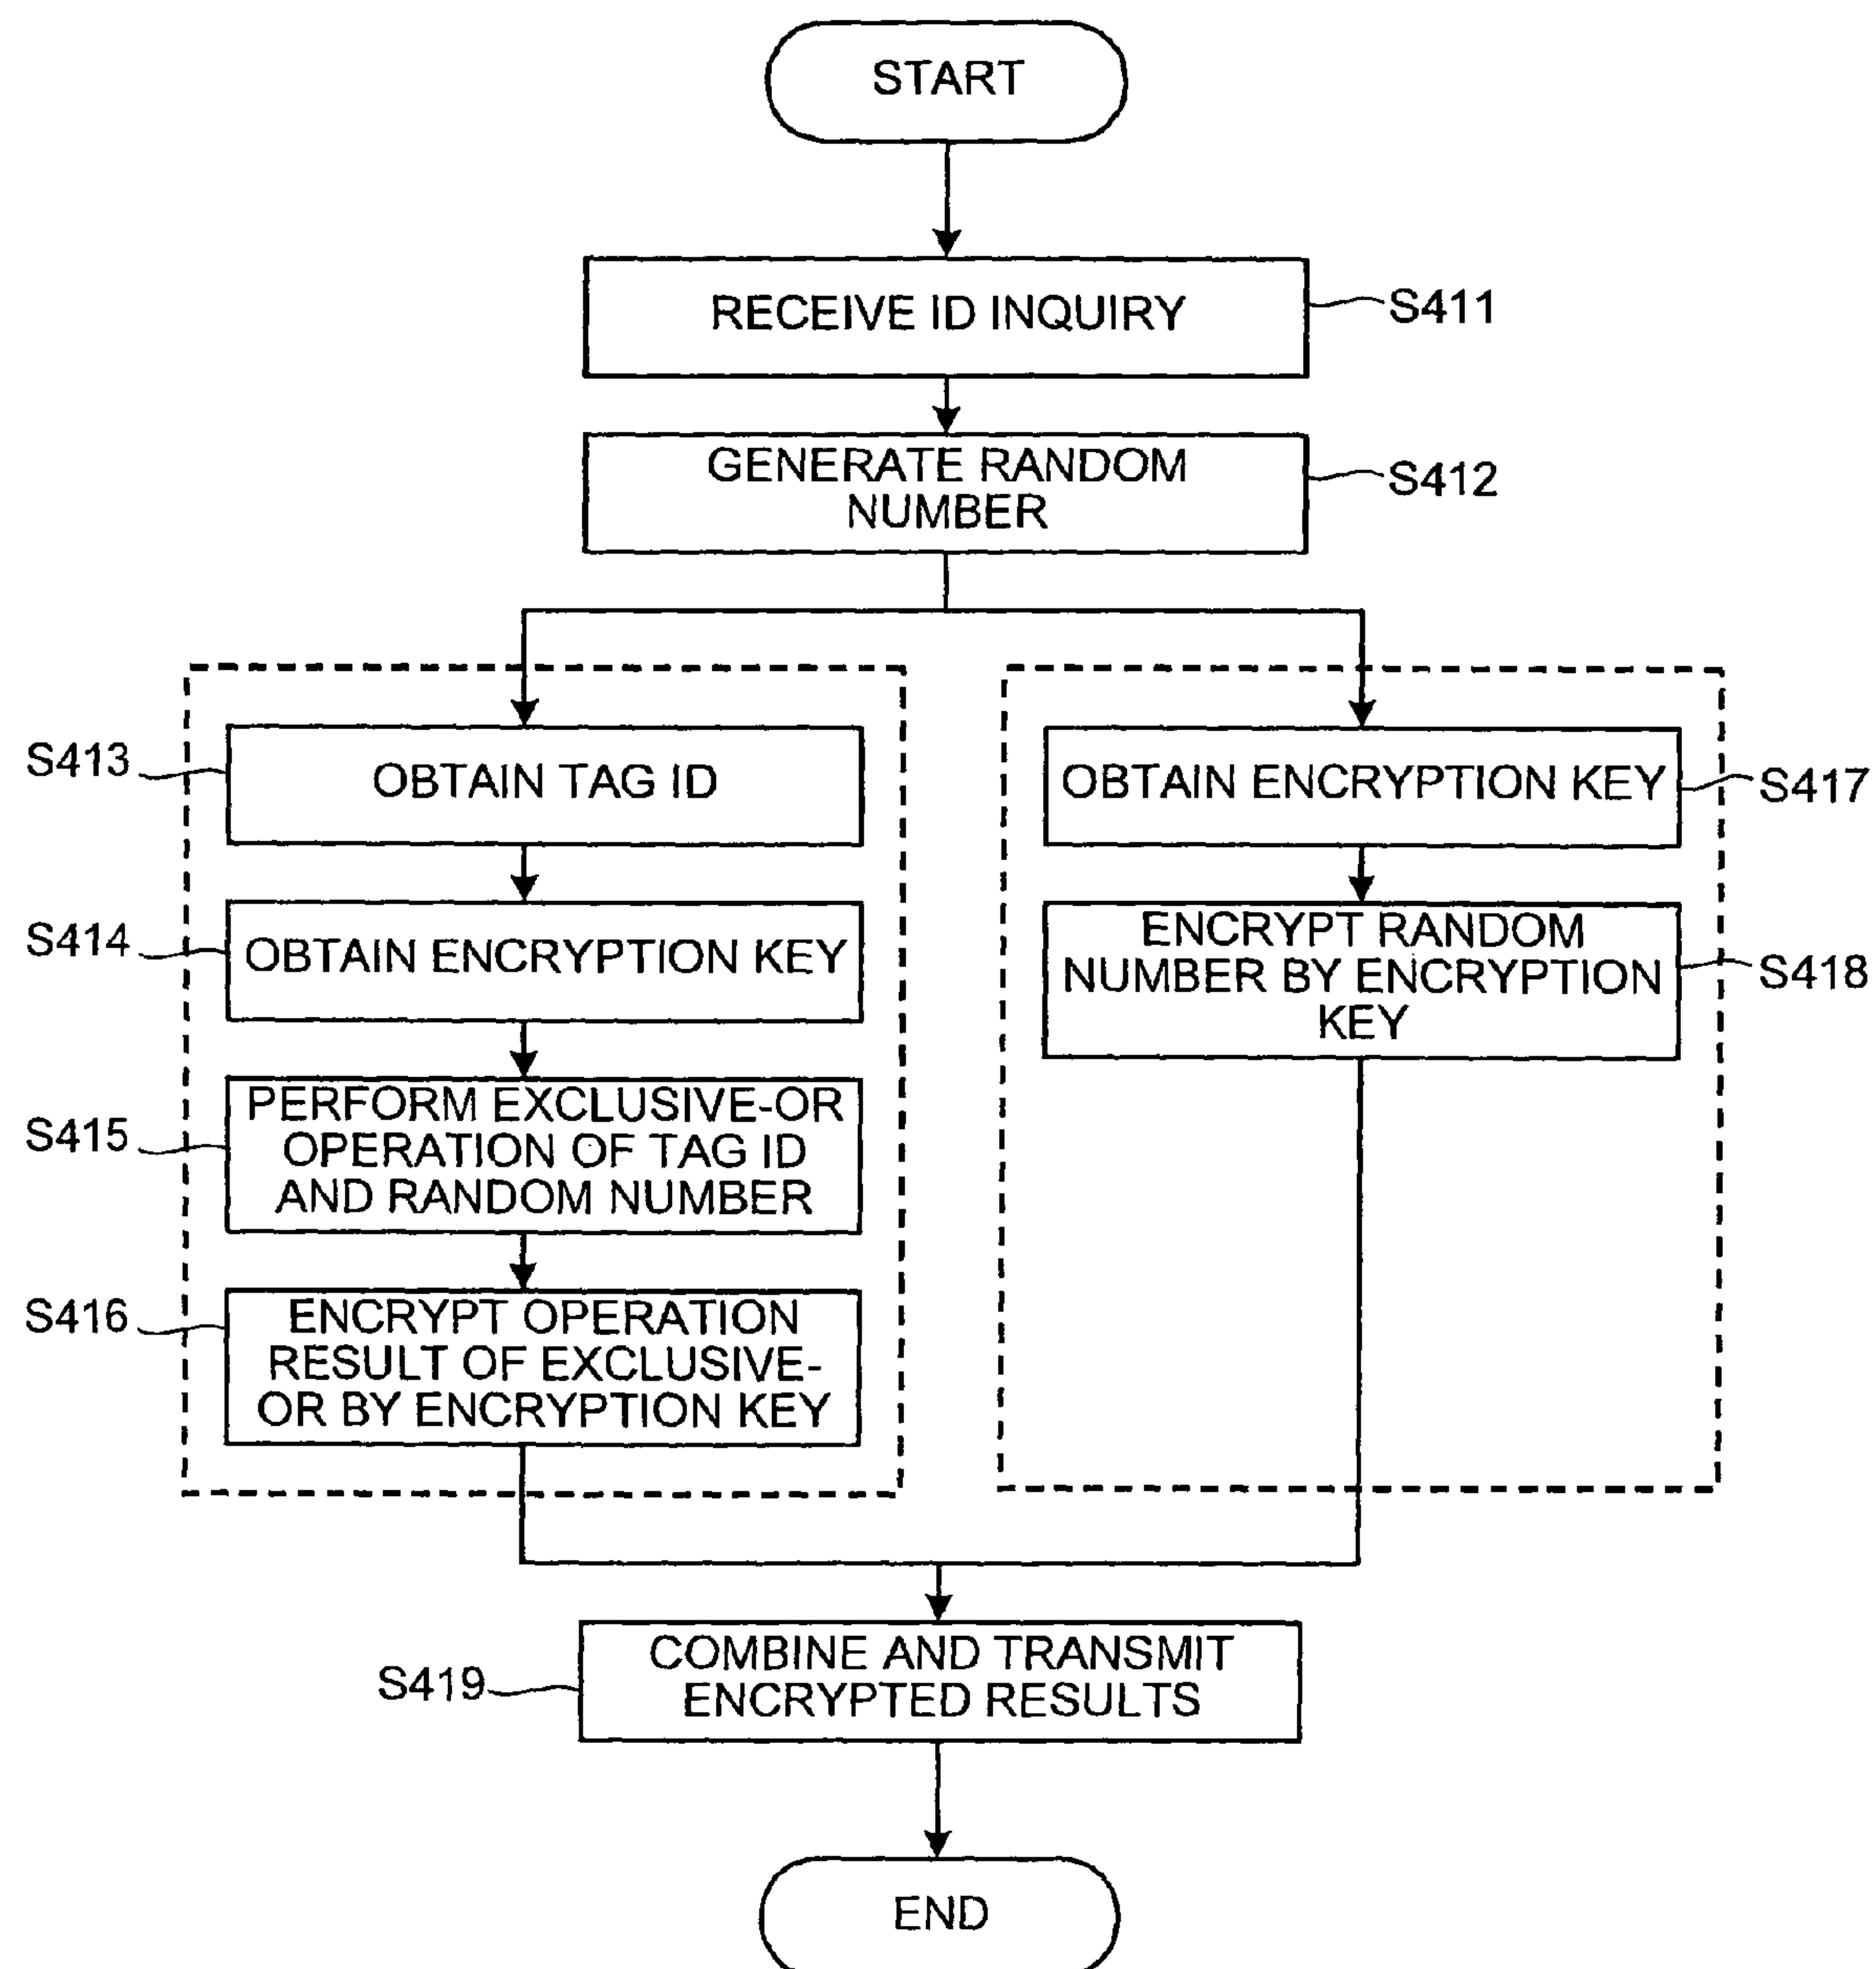 START
RECEIVE ID INQUIRY
S411
GENERATE RANDOM
NUMBER
S412
S413
OBTAIN TAG ID
S414
OBTAIN ENCRYPTION KEY
S415
PERFORM EXCLUSIVE-OR
OPERATION OF TAG ID
AND RANDOM NUMBER
S416
ENCRYPT OPERATION
RESULT OF EXCLUSIVE-
OR BY ENCRYPTION KEY
OBTAIN ENCRYPTION KEY
S417
ENCRYPT RANDOM
NUMBER BY ENCRYPTION
KEY
S418
S419
COMBINE AND TRANSMIT
ENCRYPTED RESULTS
END